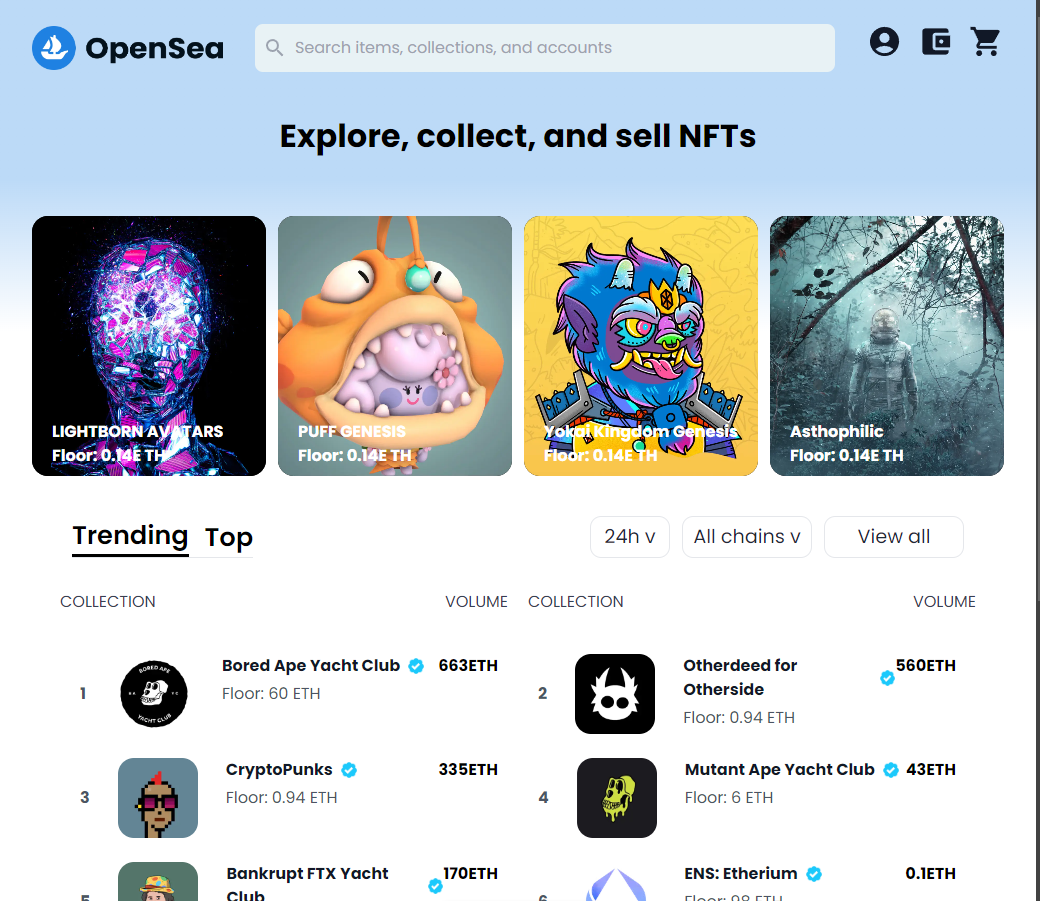 OpenSea
Search items, collections, and accounts
Explore, collect, and sell NFTs
LIGHTBORN AVATARS
Floor: 0.14E TH
PUFF GENESIS
Floor: 0.14E TH
Yokai Kingdom Genesis
Floor: 0.14E TH
Asthophilic
Floor: 0.14E TH
Trending Top
24h v All chains v View all
COLLECTION VOLUME COLLECTION VOLUME
1
BORED APE
BA YC
YACHT CLUB
Bored Ape Yacht Club 663ETH
Floor: 60 ETH
2
Otherdeed for
Otherside
560ETH
Floor: 0.94 ETH
3
CryptoPunks 335ETH
Floor: 0.94 ETH
4
Mutant Ape Yacht Club 43ETH
Floor: 6 ETH
5
Bankrupt FTX Yacht
Club
170ETH
6
ENS: Etherium 0.1ETH
Floor: 98 ETH